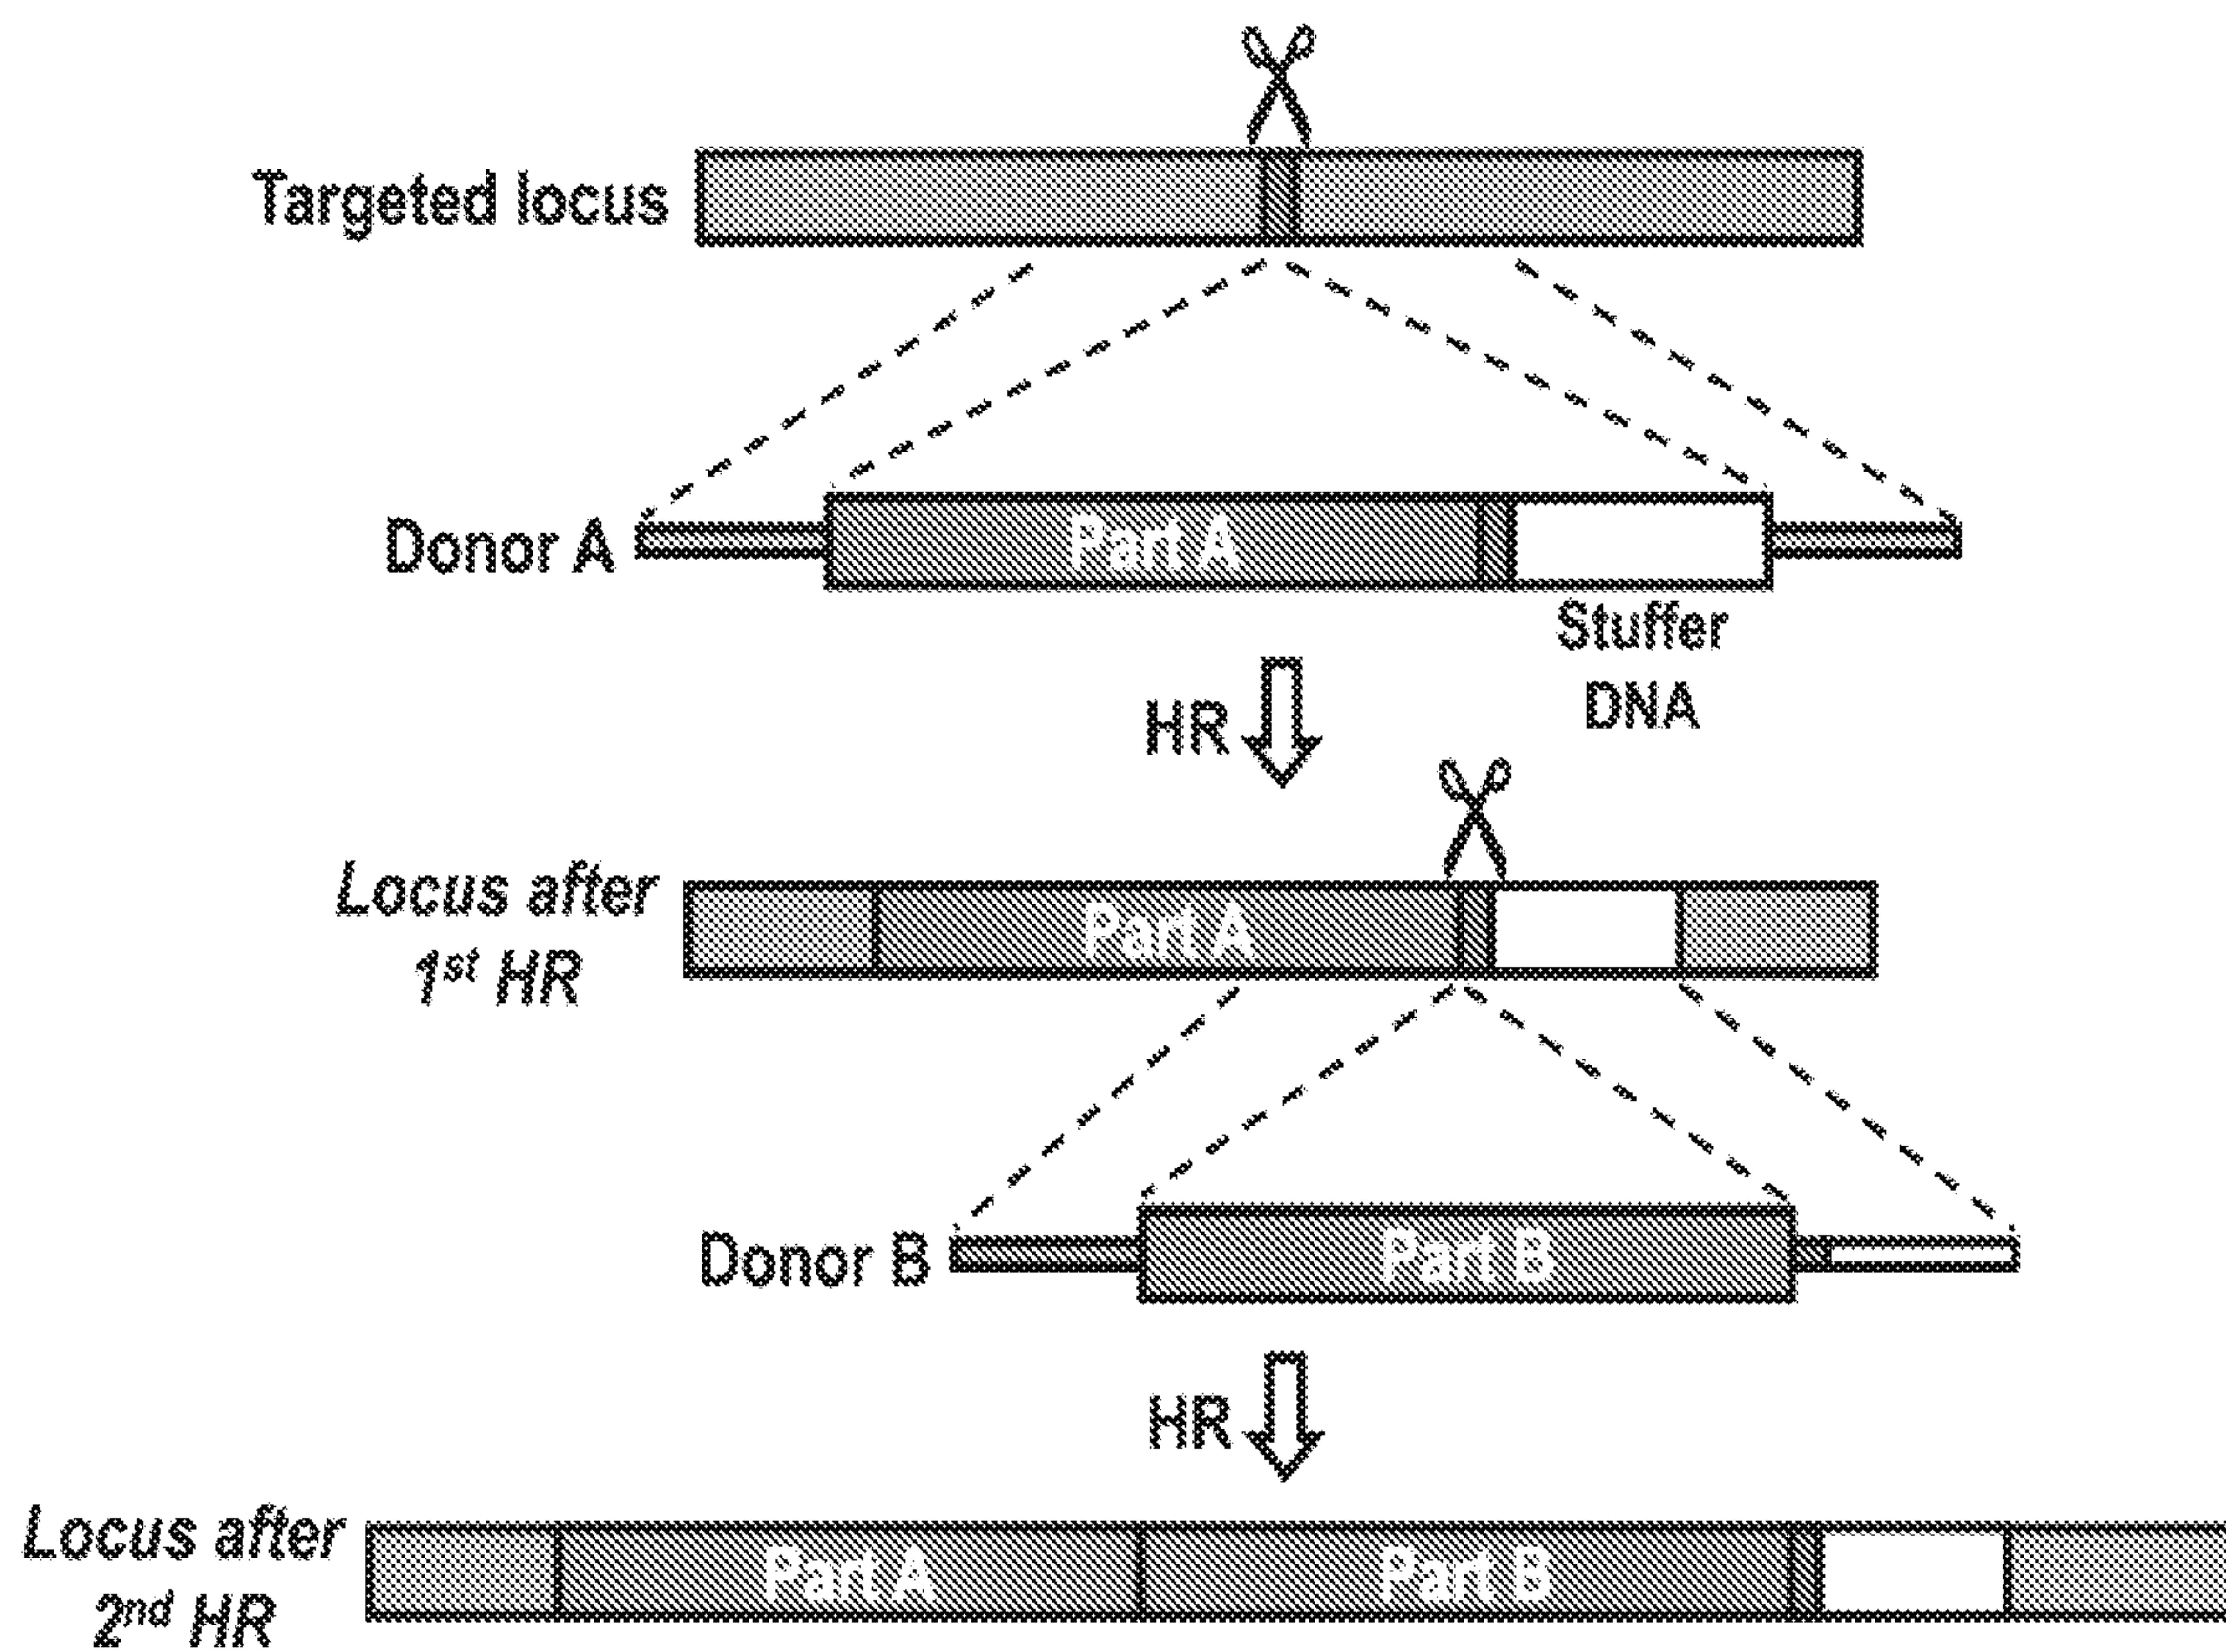 Targeted locus
Donor A
Part A
Stuffer
DNA
HR
Locus after
1st HR
Part A
Donor B
Part B
HR
Locus after
2nd HR
Part A
Part B